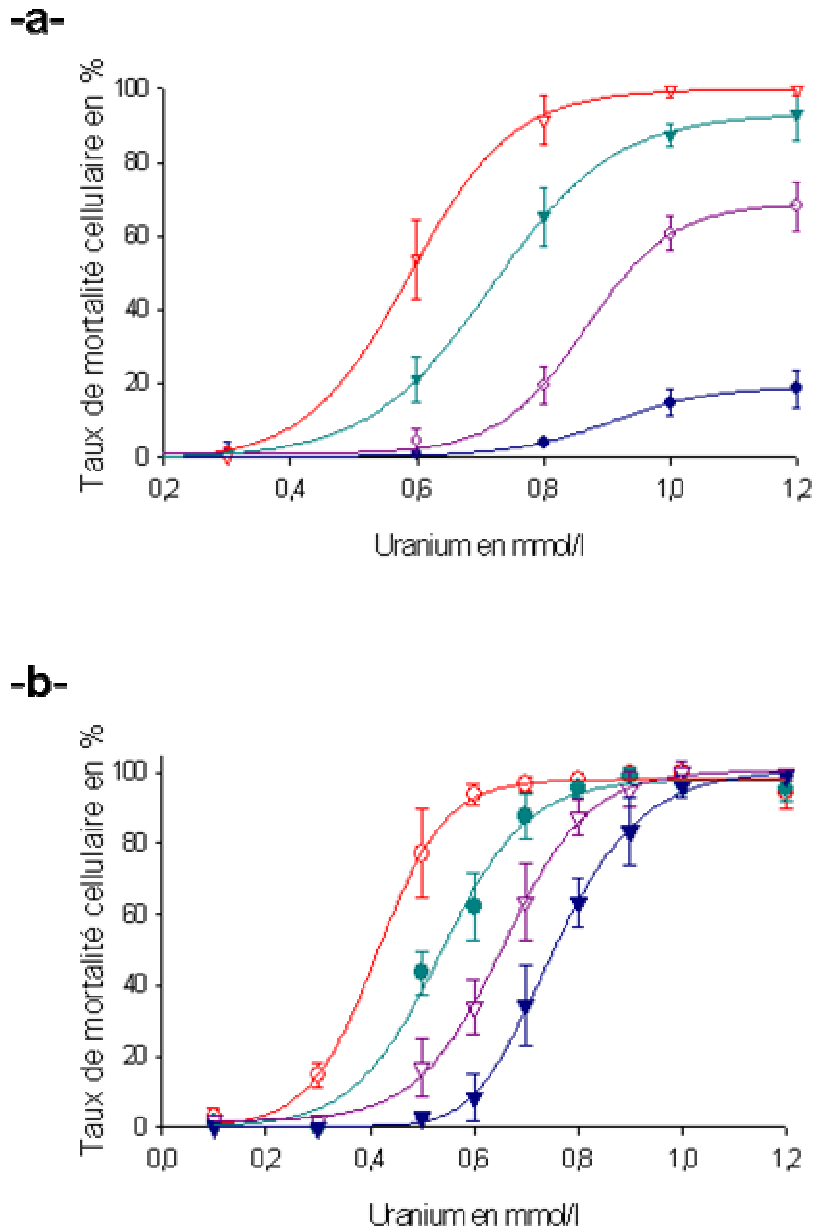 -a-
Taux de mortalité cellulaire en %
100
80
60
40
20
0
0,2 0,4 0,6 0,8 1,0 1,2
Uranium en mmol/l
-b-
Taux de mortalité cellulaire en %
100
80
60
40
20
0
0,0 0,2 0,4 0,6 0,8 1,0 1,2
Uranium en mmol/l